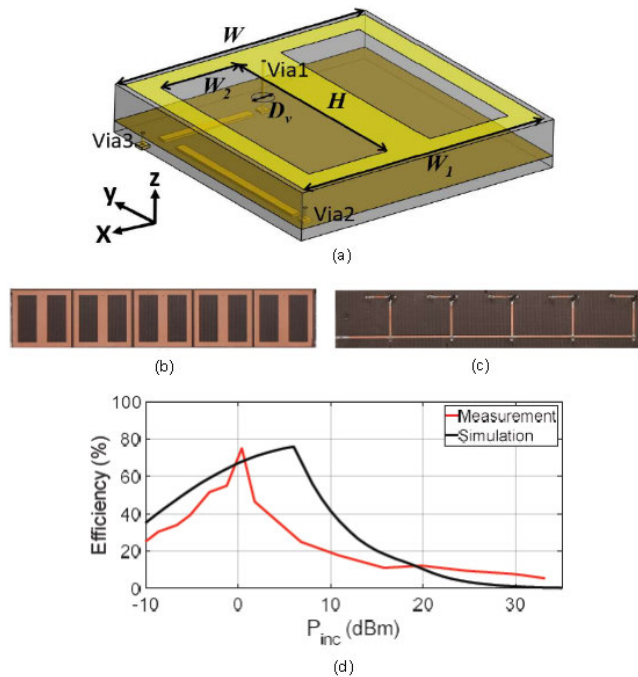 W
Via1
W2
H
Dv
Via3
W1
Z
y
X
Via2
(a)
(b)
(c)
100
Measurement
Simulation
80
60
40
20
0
Efficiency (%)
-10
0
10
20
30
Pinc (dBm)
(d)